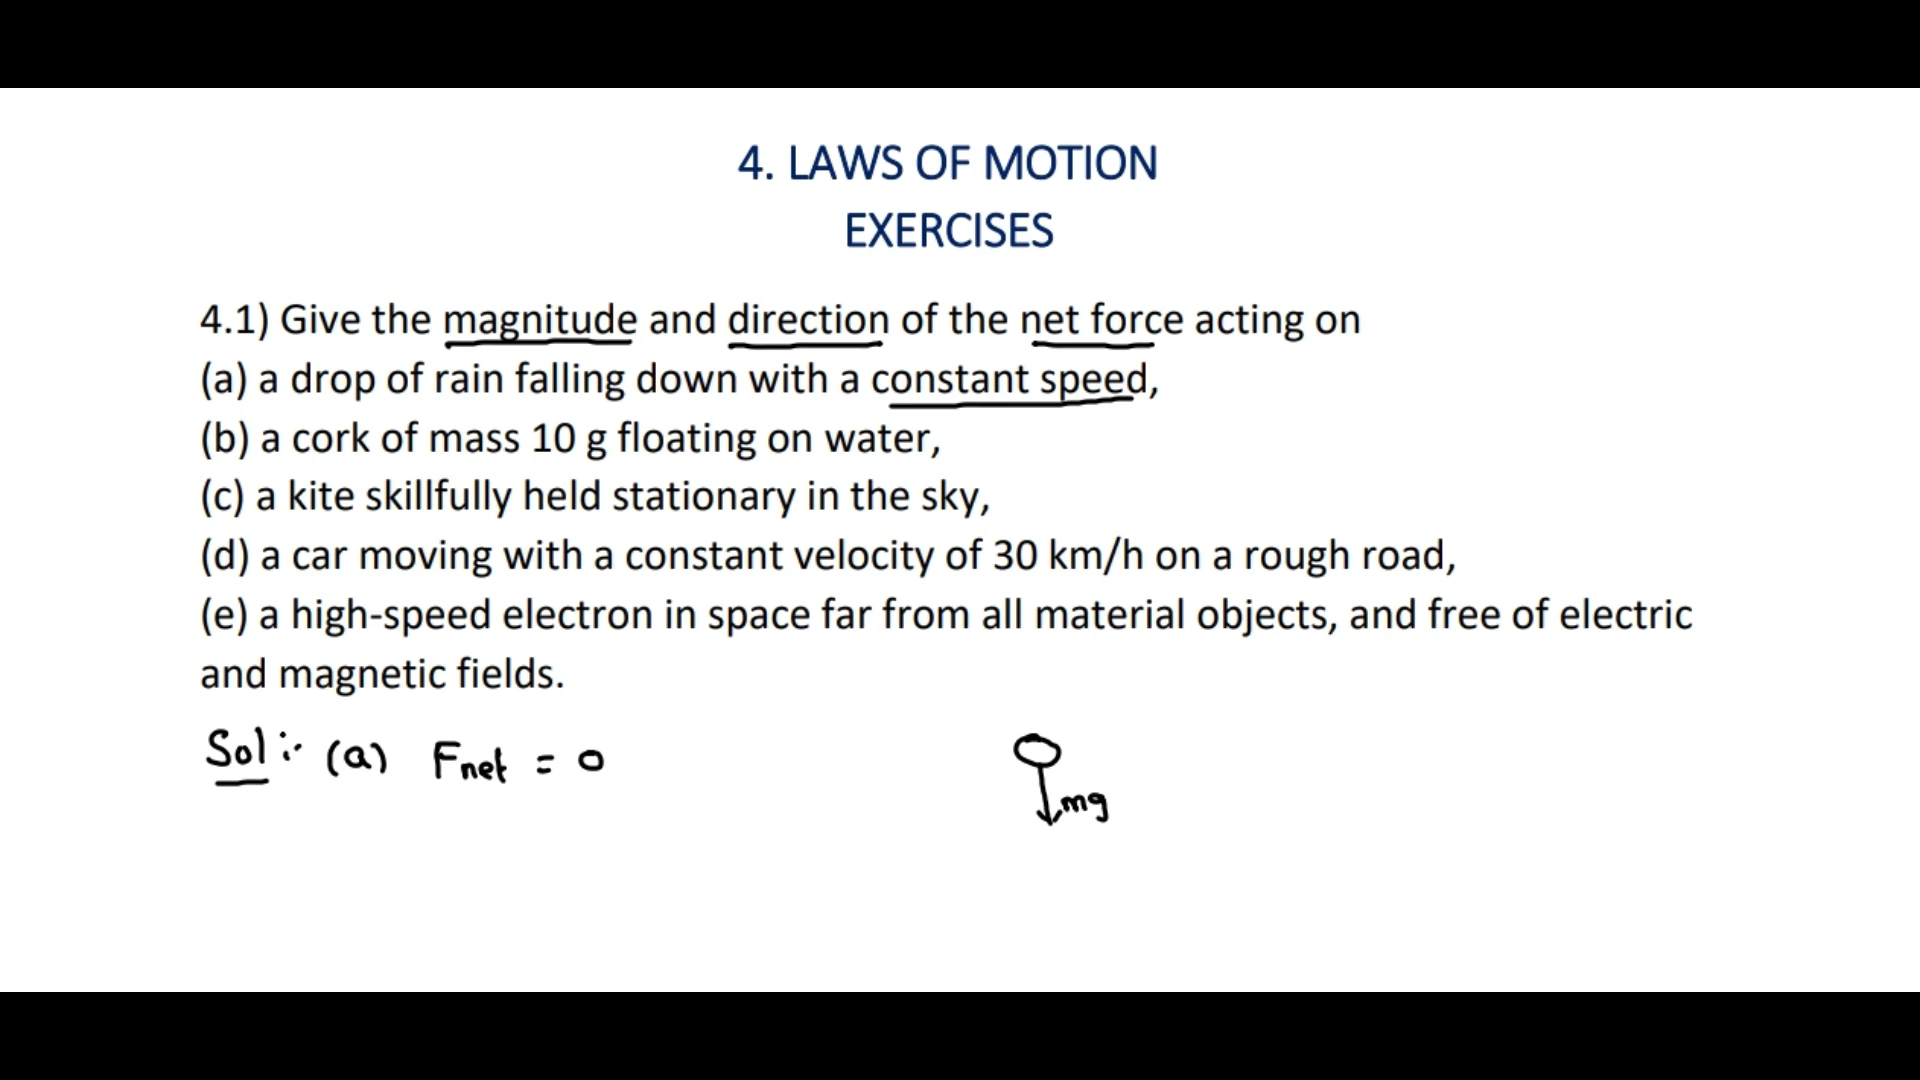 4. LAWS OF MOTION
EXERCISES
4.1) Give the magnitude and direction of the net force acting on
(a) a drop of rain falling down with a constant speed,
(b) a cork of mass 10 g floating on water,
(c) a kite skillfully held stationary in the sky,
(d) a car moving with a constant velocity of 30 km/h on a rough road,
(e) a high-speed electron in space far from all material objects, and free of electric
and magnetic fields.
Sol:- (a) Fnet = 0
mg